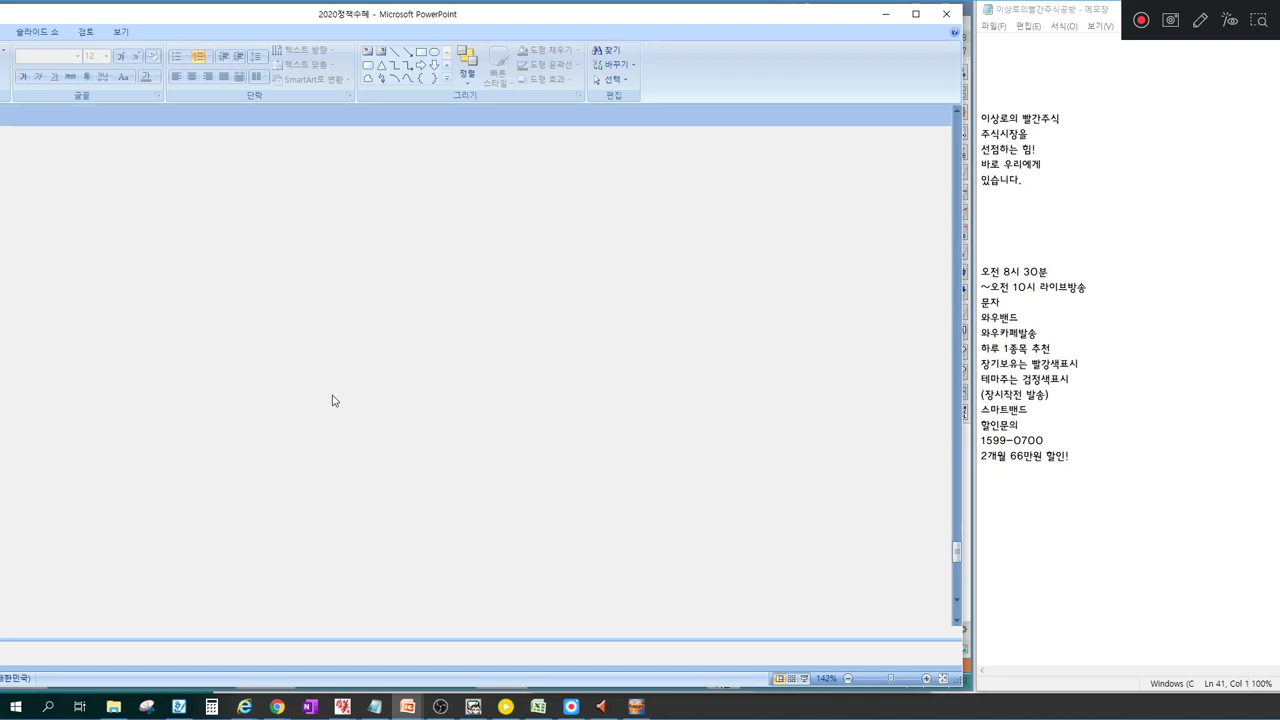 2020정책수혜 - Microsoft PowerPoint
슬라이드 쇼 검토 보기
12
텍스트 방향
텍스트 맞춤
SmartArt로 변환
정렬
빠른 스타일
도형 채우기
도형 윤곽선
도형 효과
찾기
바꾸기
선택
글꼴 단락 그리기 편집
대한민국)
142%
이상로의빨간주식공방 - 메모장
파일(F) 편집(E) 서식(O) 보기(V)
이상로의 빨간주식
주식시장을
선점하는 힘!
바로 우리에게
있습니다.
오전 8시 30분
~오전 10시 라이브방송
문자
와우밴드
와우카페발송
하루 1종목 추천
장기보유는 빨강색표시
테마주는 검정색표시
(장시작전 발송)
스마트밴드
할인문의
1599-0700
2개월 66만원 할인!
Windows (C Ln 41, Col 1 100%